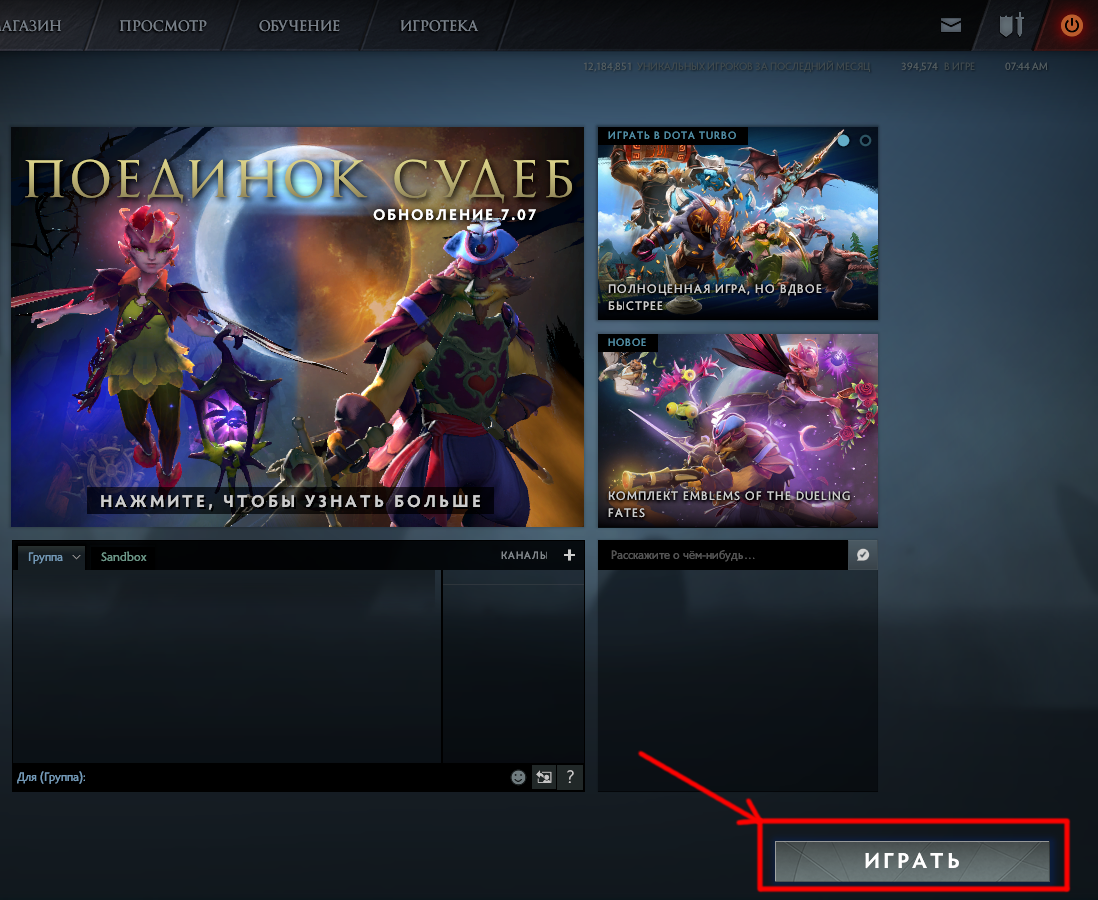 МАГАЗИН
ПРОСМОТР
ОБУЧЕНИЕ
ИГРОТЕКА
12,184,851 УНИКАЛЬНЫХ ИГРОКОВ ЗА ПОСЛЕДНИЙ МЕСЯЦ
394,574 В ИГРЕ
07:44 AM
ПОЕДИНОК СУДЕБ
ОБНОВЛЕНИЕ 7.07
НАЖМИТЕ, ЧТОБЫ УЗНАТЬ БОЛЬШЕ
ИГРАТЬ В DOTA TURBO
ПОЛНОЦЕННАЯ ИГРА, НО ВДВОЕ
БЫСТРЕЕ
НОВОЕ
КОМПЛЕКТ EMBLEMS OF THE DUELING
FATES
Группа
Sandbox
КАНАЛЫ +
Расскажите о чём-нибудь...
Для (Группа):
?
ИГРАТЬ